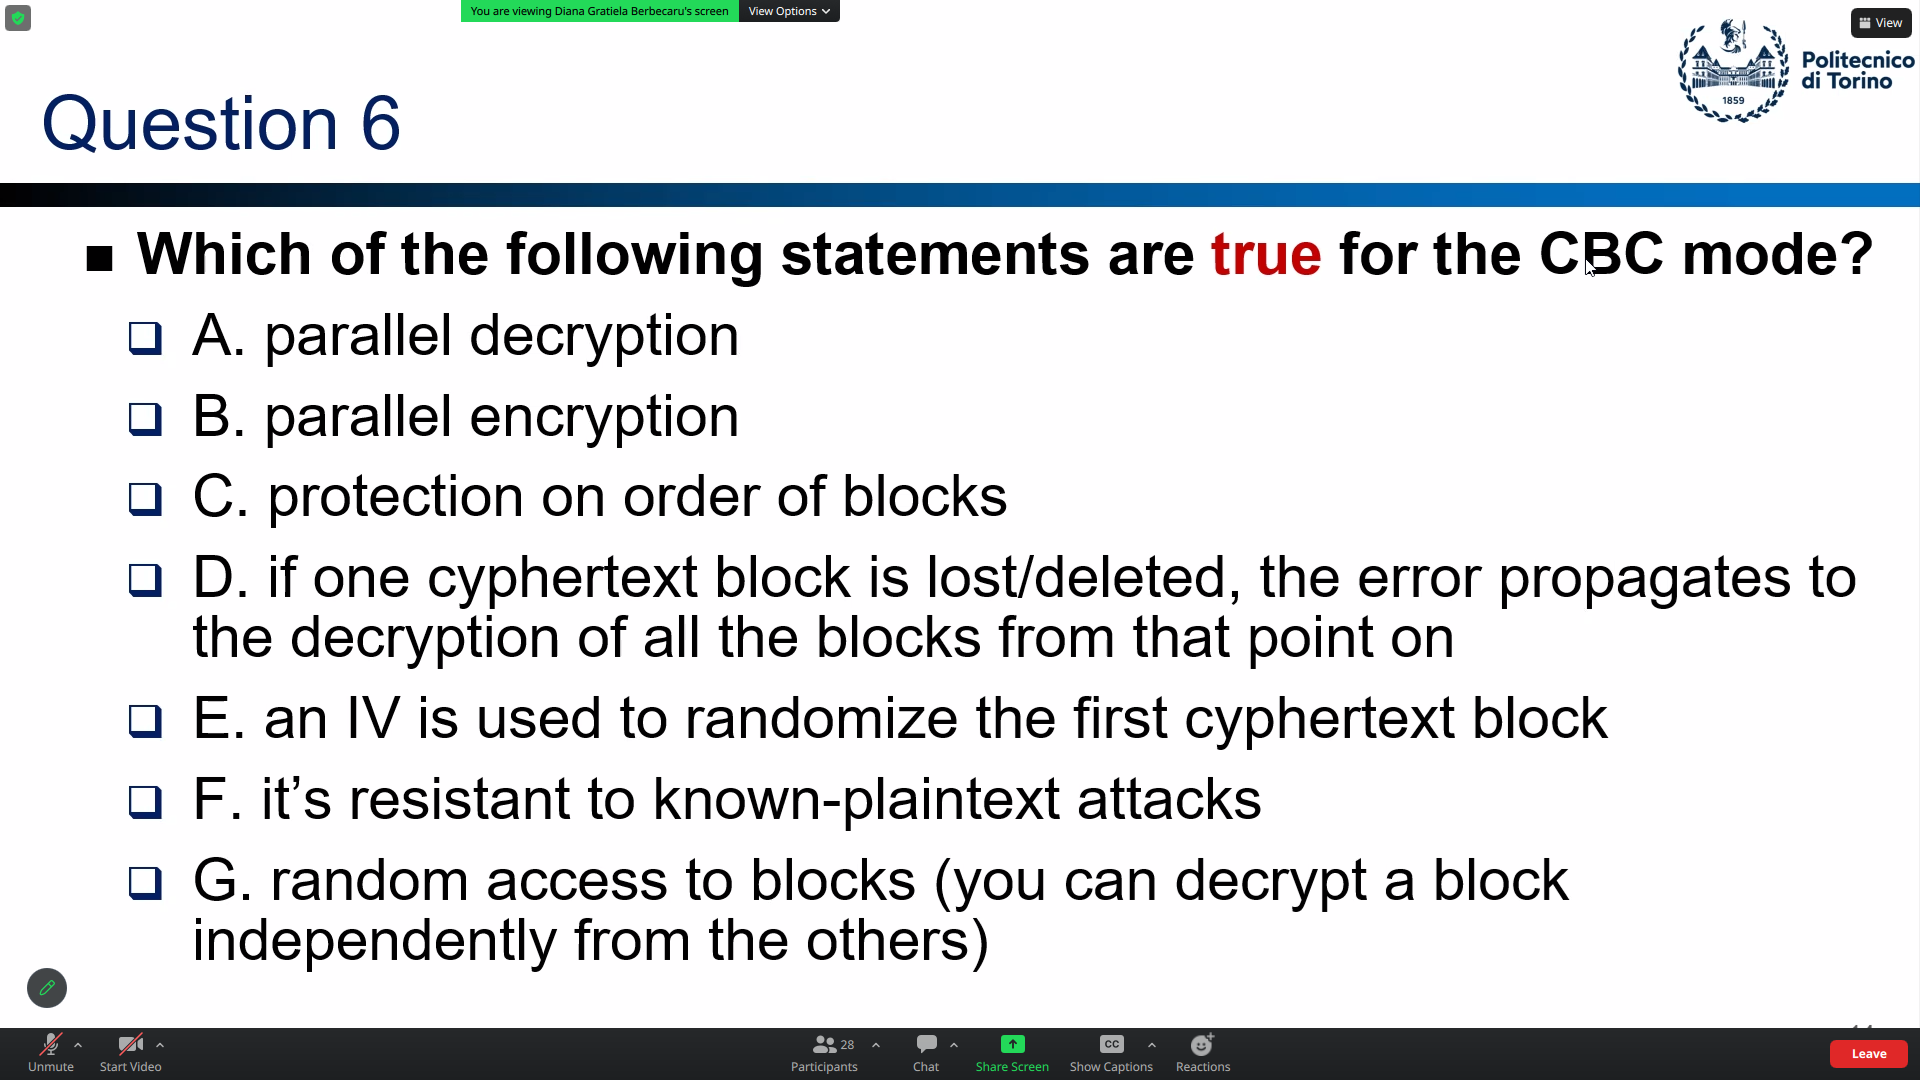 You are viewing Diana Gratiela Berbecaru's screen
View Options
View
Politecnico
di Torino
1859
Question 6
Which of the following statements are true for the CBC mode?
A. parallel decryption
B. parallel encryption
C. protection on order of blocks
D. if one cyphertext block is lost/deleted, the error propagates to
the decryption of all the blocks from that point on
E. an IV is used to randomize the first cyphertext block
F. it's resistant to known-plaintext attacks
G. random access to blocks (you can decrypt a block
independently from the others)
Unmute
Start Video
28
Participants
Chat
Share Screen
CC
Show Captions
Reactions
Leave